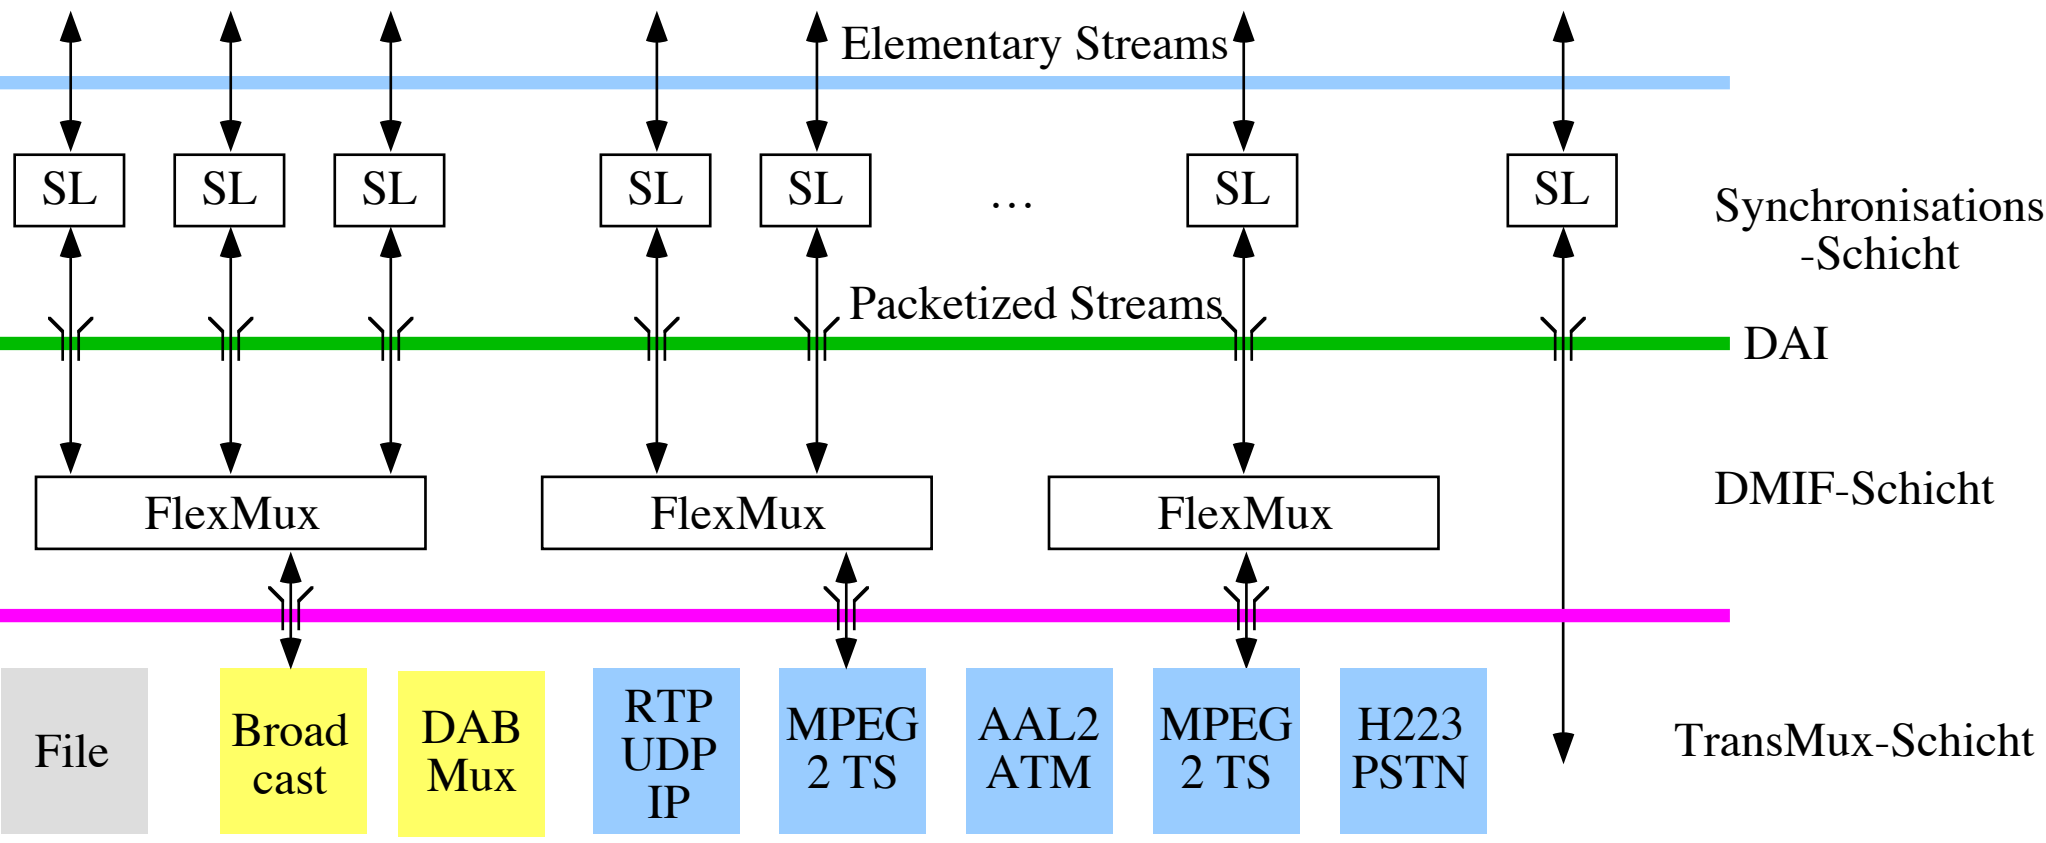 Elementary Streams
SL SL SL SL SL ... SL SL
Synchronisations
-Schicht
Packetized Streams
DAI
FlexMux FlexMux FlexMux
DMIF-Schicht
File
Broad
cast
DAB
Mux
RTP
UDP
IP
MPEG
2 TS
AAL2
ATM
MPEG
2 TS
H223
PSTN
TransMux-Schicht